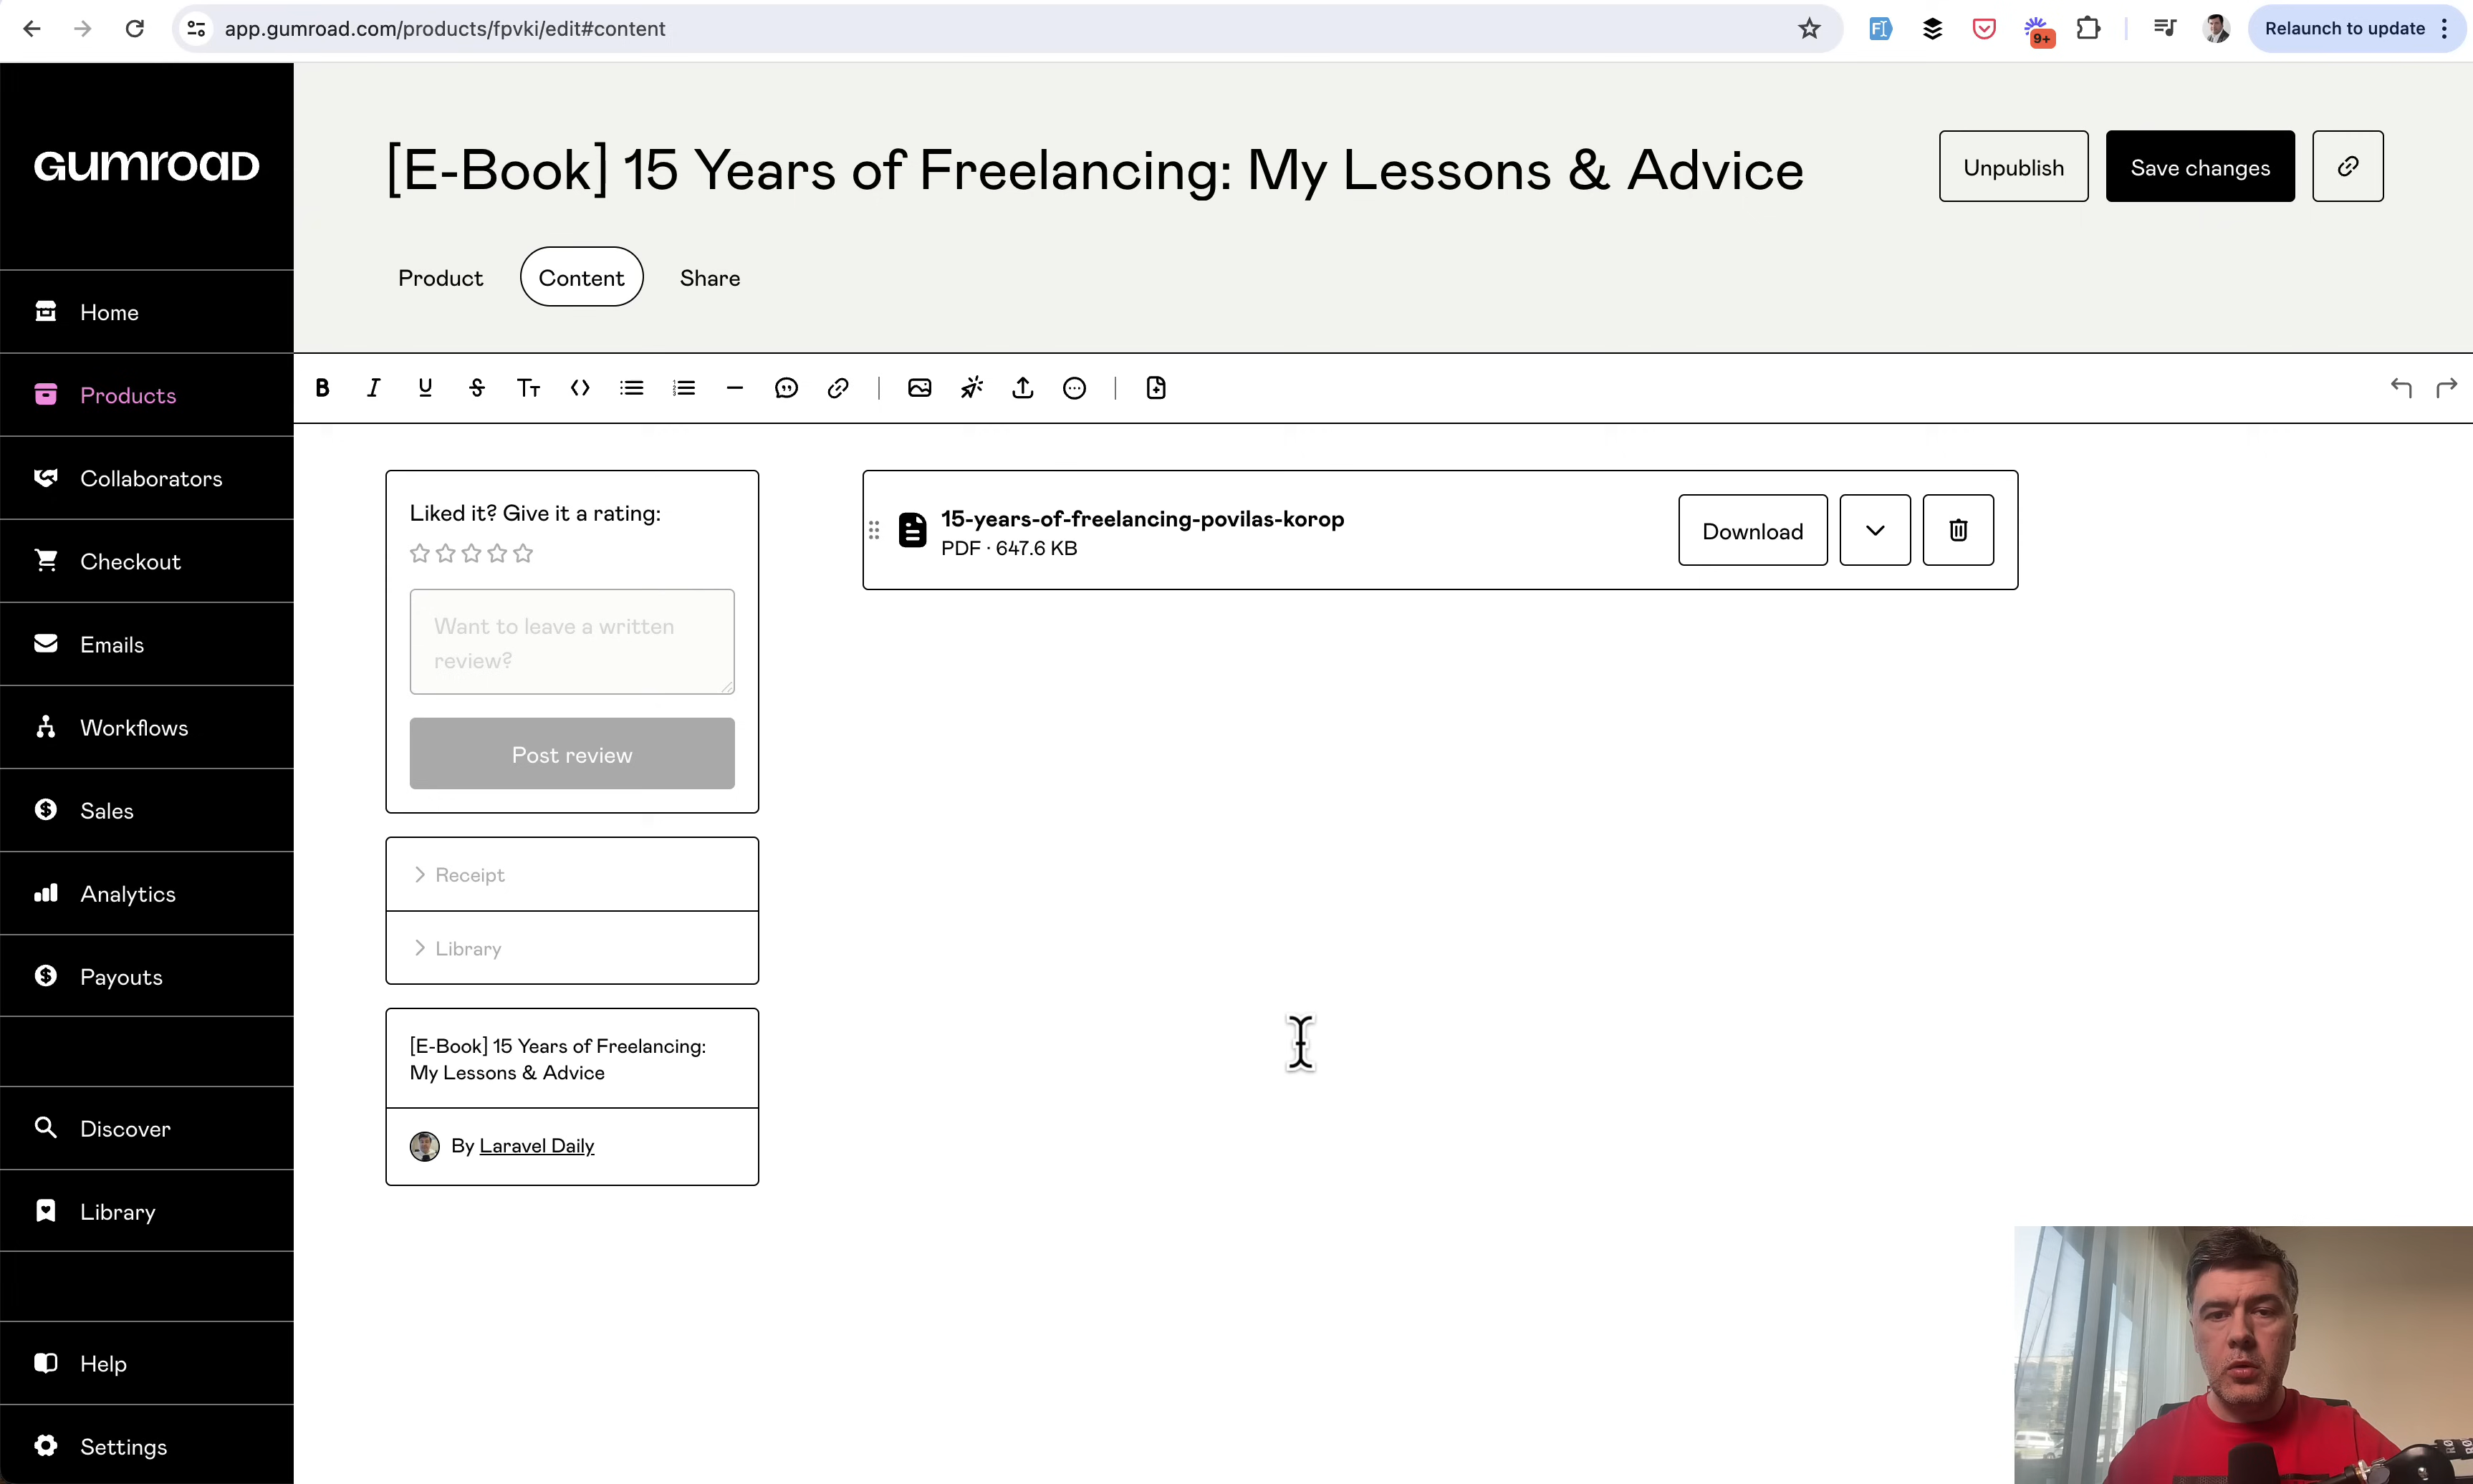 app.gumroad.com/products/fpvki/edit#content
9+
Relaunch to update
GUMROAD
Home
Products
Collaborators
Checkout
Emails
Workflows
Sales
Analytics
Payouts
Discover
Library
Help
Settings
[E-Book] 15 Years of Freelancing: My Lessons & Advice
Unpublish
Save changes
Product
Content
Share
Liked it? Give it a rating:
Want to leave a written
review?
Post review
Receipt
Library
[E-Book] 15 Years of Freelancing:
My Lessons & Advice
By Laravel Daily
15-years-of-freelancing-povilas-korop
PDF · 647.6 KB
Download